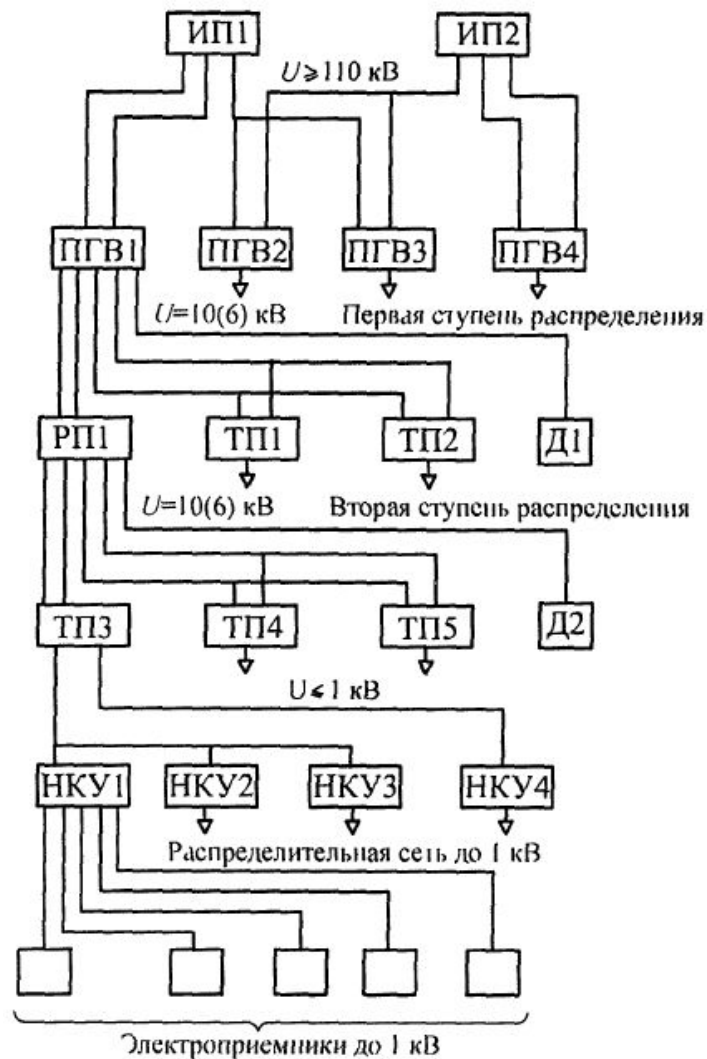 ИП1 ИП2
U⩾110 кВ
ПГВ1 ПГВ2 ПГВ3 ПГВ4
U=10(6) кВ Первая ступень распределения
РП1 ТП1 ТП2 Д1
U=10(6) кВ Вторая ступень распределения
ТП3 ТП4 ТП5 Д2
U⩽1 кВ
НКУ1 НКУ2 НКУ3 НКУ4
Распределительная сеть до 1 кВ
Электроприемники до 1 кВ